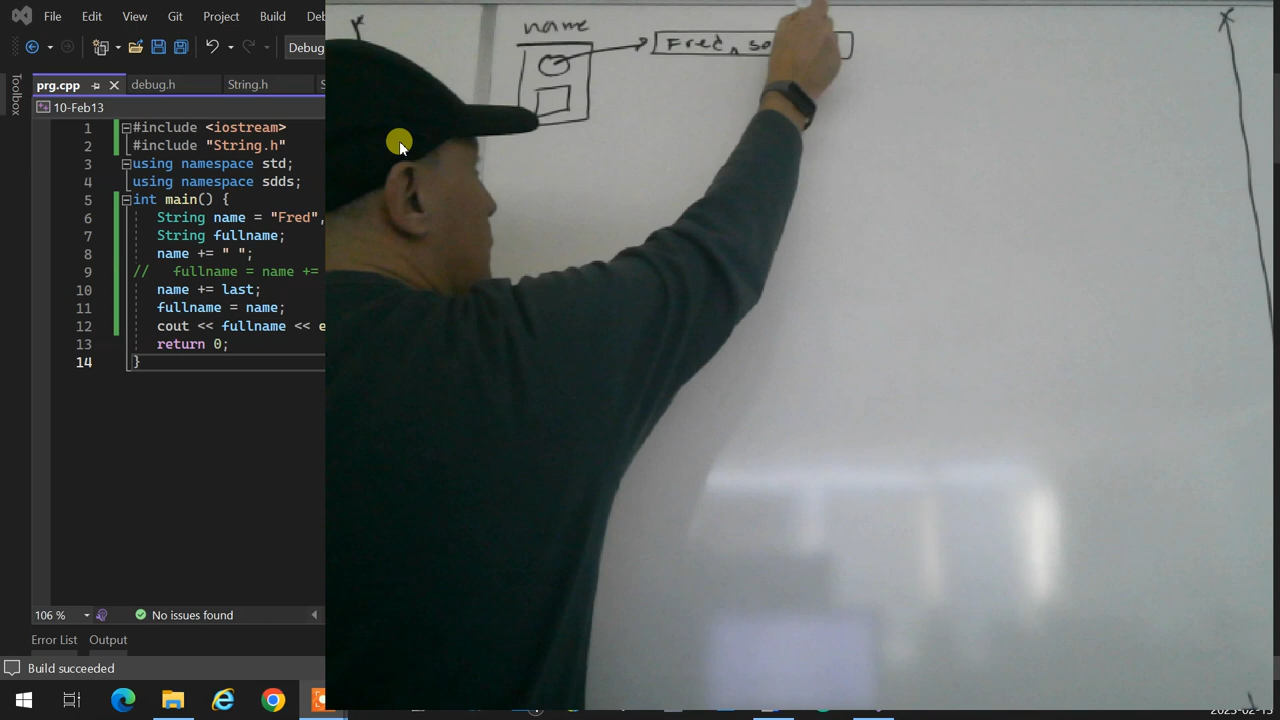 File Edit View Git Project Build
Debug
prg.cpp debug.h String.h
10-Feb13
1 #include <iostream>
2 #include "String.h"
3 using namespace std;
4 using namespace sdds;
5 int main() {
6 String name = "Fred",
7 String fullname;
8 name += " ";
9 // fullname = name +=
10 name += last;
11 fullname = name;
12 cout << fullname <<
13 return 0;
14 }
106 % No issues found
Error List Output
Build succeeded
name
Fred